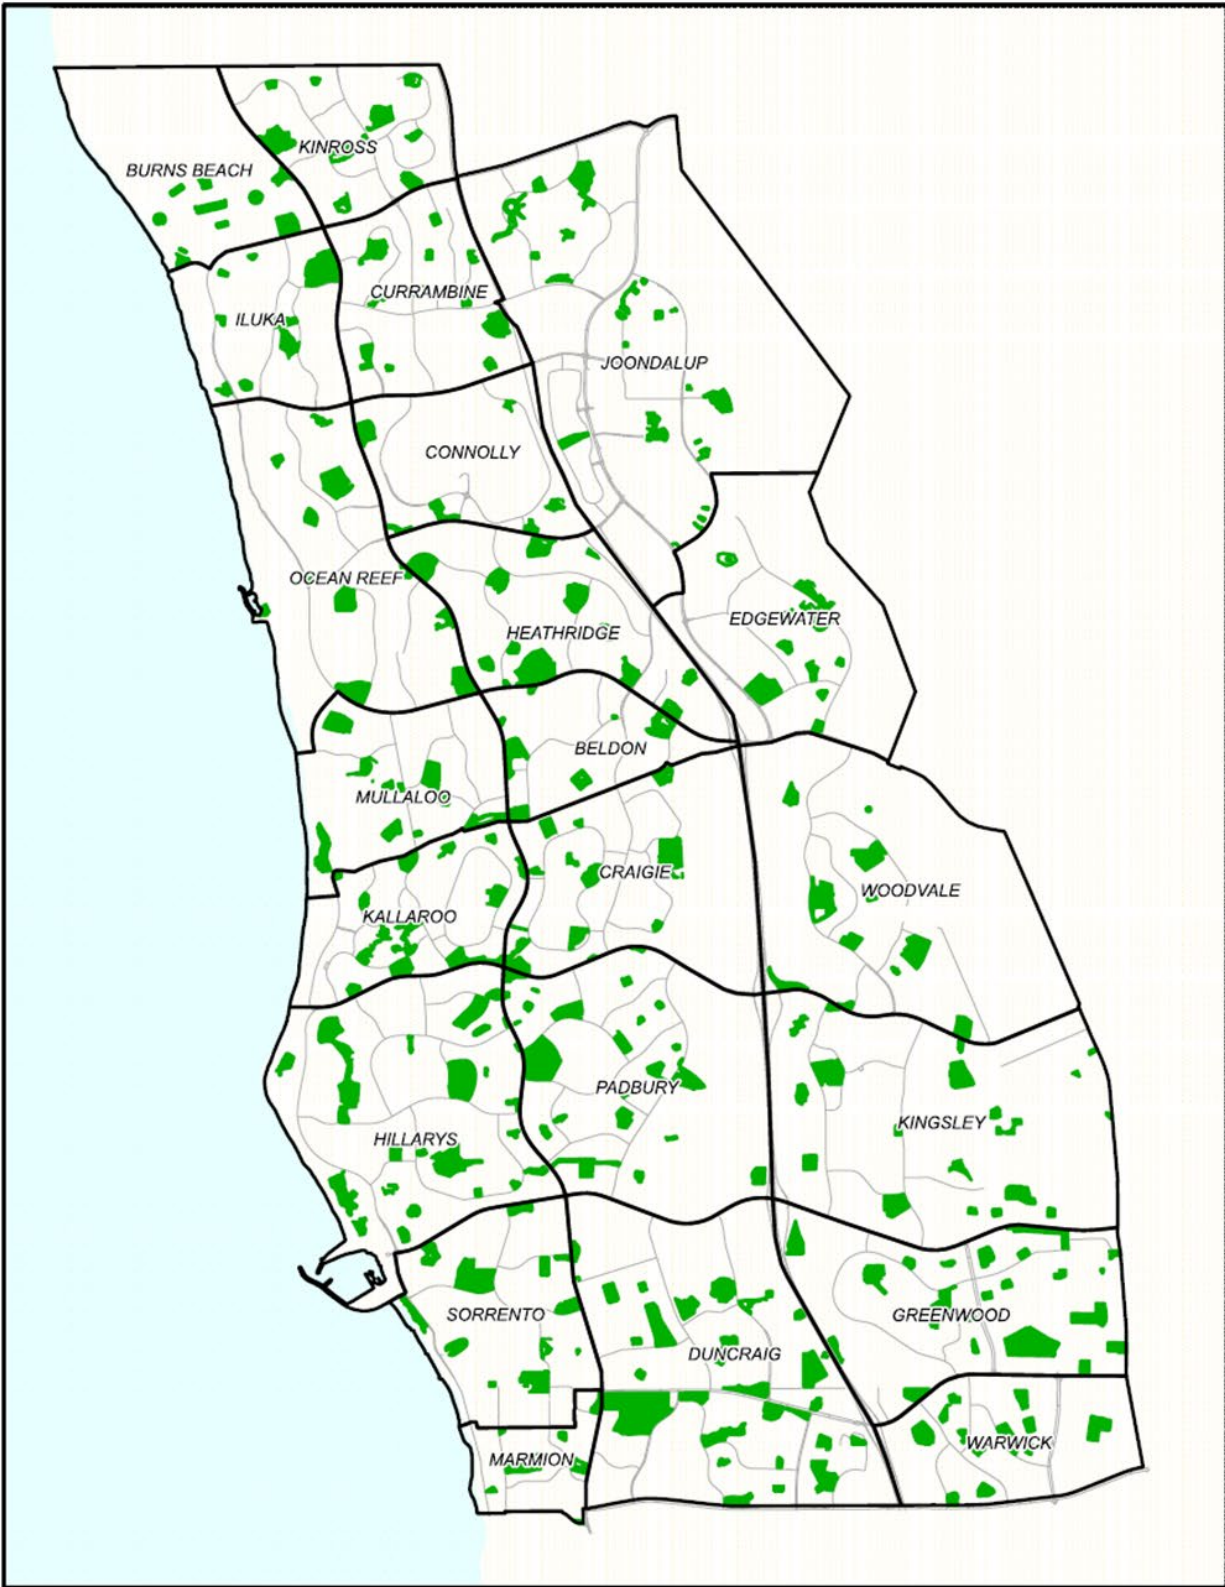 KINROSS
BURNS BEACH
CURRAMBINE
ILUKA
JOONDALUP
CONNOLLY
OCEAN REEF
EDGEWATER
HEATHRIDGE
BELDON
MULLALOO
CRAIGIE
WOODVALE
KALLAROO
PADBURY
KINGSLEY
HILLARYS
SORRENTO
GREENWOOD
DUNCRAIG
WARWICK
MARMION